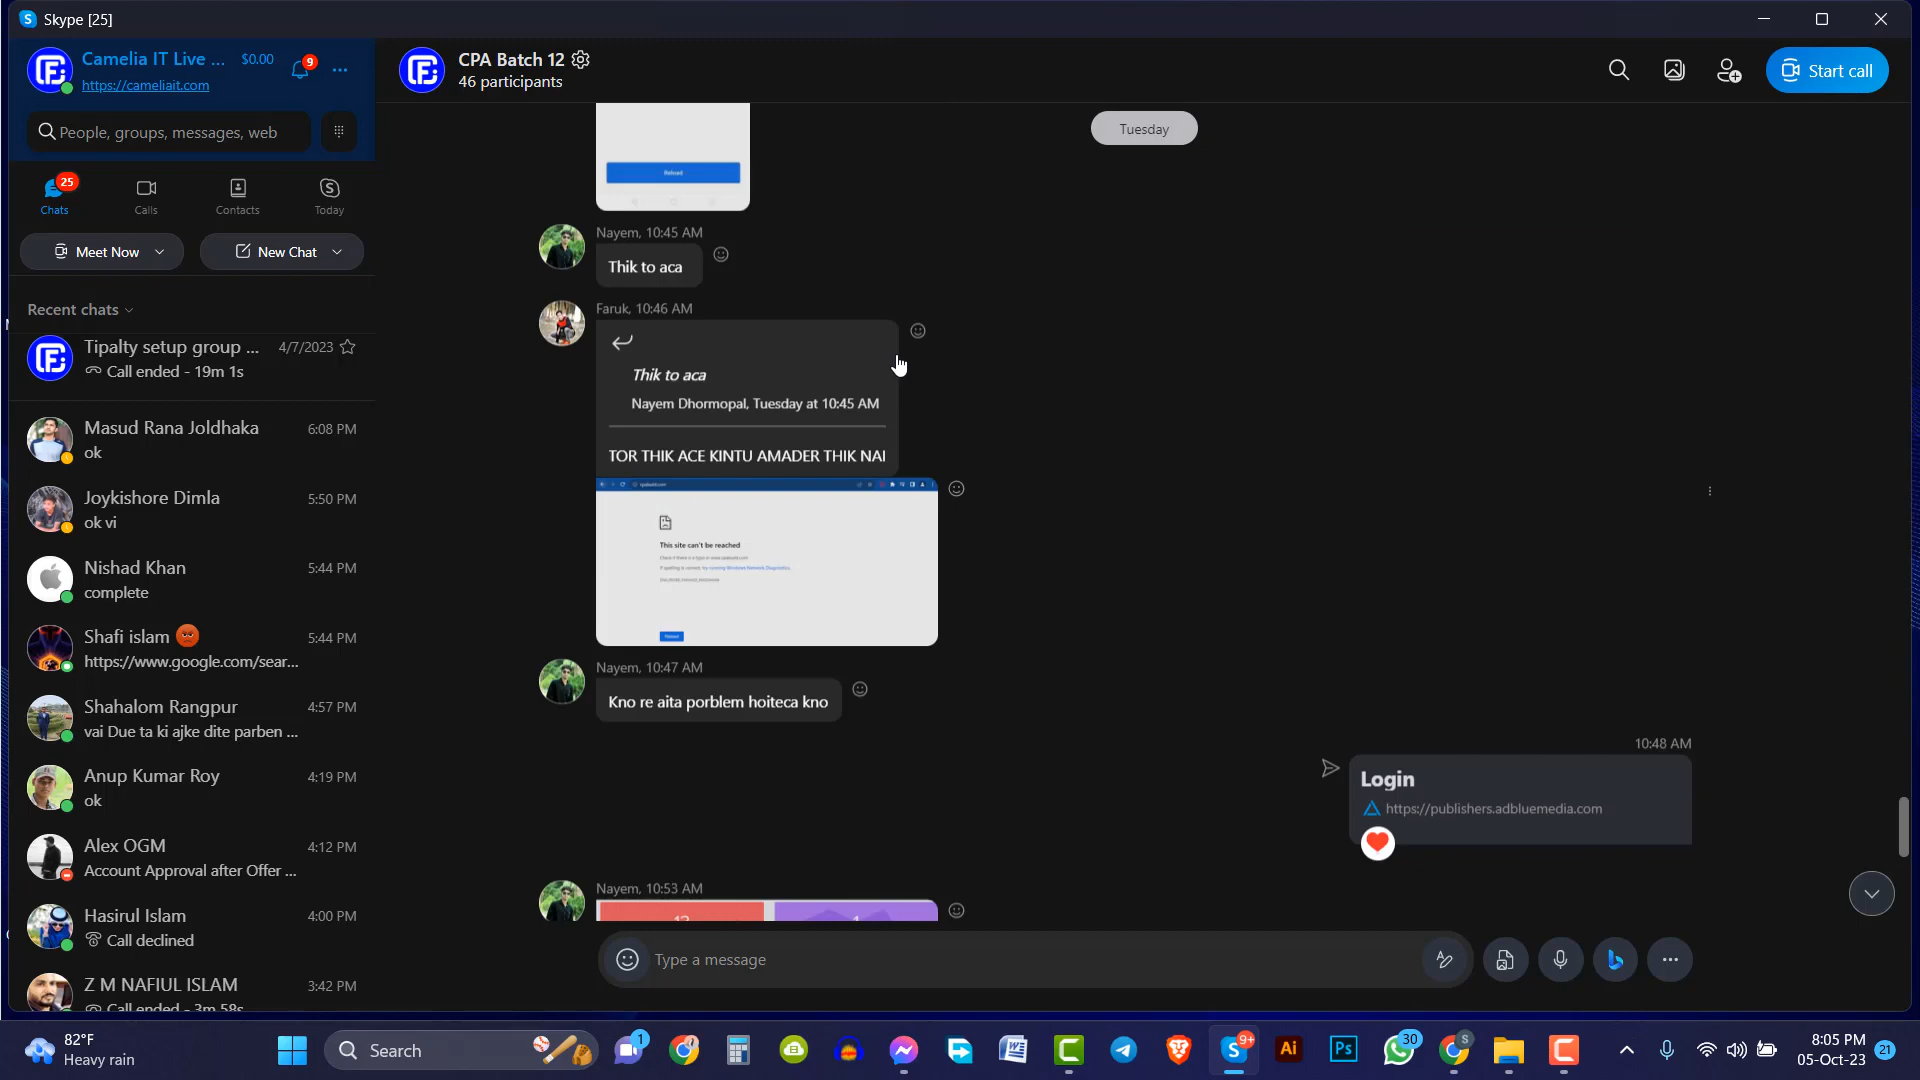 Skype [25]
Camelia IT Live ... $0.00
9
https://cameliait.com
People, groups, messages, web
25
Chats
Calls
Contacts
Today
Meet Now
New Chat
Recent chats
Tipalty setup group ... 4/7/2023
Call ended - 19m 1s
Masud Rana Joldhaka 6:08 PM
ok
Joykishore Dimla 5:50 PM
ok vi
Nishad Khan 5:44 PM
complete
Shafi islam 5:44 PM
https://www.google.com/sear...
Shahalom Rangpur 4:57 PM
vai Due ta ki ajke dite parben ...
Anup Kumar Roy 4:19 PM
ok
Alex OGM 4:12 PM
Account Approval after Offer ...
Hasirul Islam 4:00 PM
Call declined
Z M NAFIUL ISLAM 3:42 PM
Call ended - 3m 58s
CPA Batch 12
46 participants
Start call
Tuesday
Reload
Nayem, 10:45 AM
Thik to aca
Faruk, 10:46 AM
Thik to aca
Nayem Dhormopal, Tuesday at 10:45 AM
TOR THIK ACE KINTU AMADER THIK NAI
This site can't be reached
Reload
Nayem, 10:47 AM
Kno re aita porblem hoiteca kno
10:48 AM
Login
https://publishers.adbluemedia.com
Nayem, 10:53 AM
Type a message
82°F
Heavy rain
Search
1
9+
Ai
Ps
30
S
8:05 PM
05-Oct-23
21